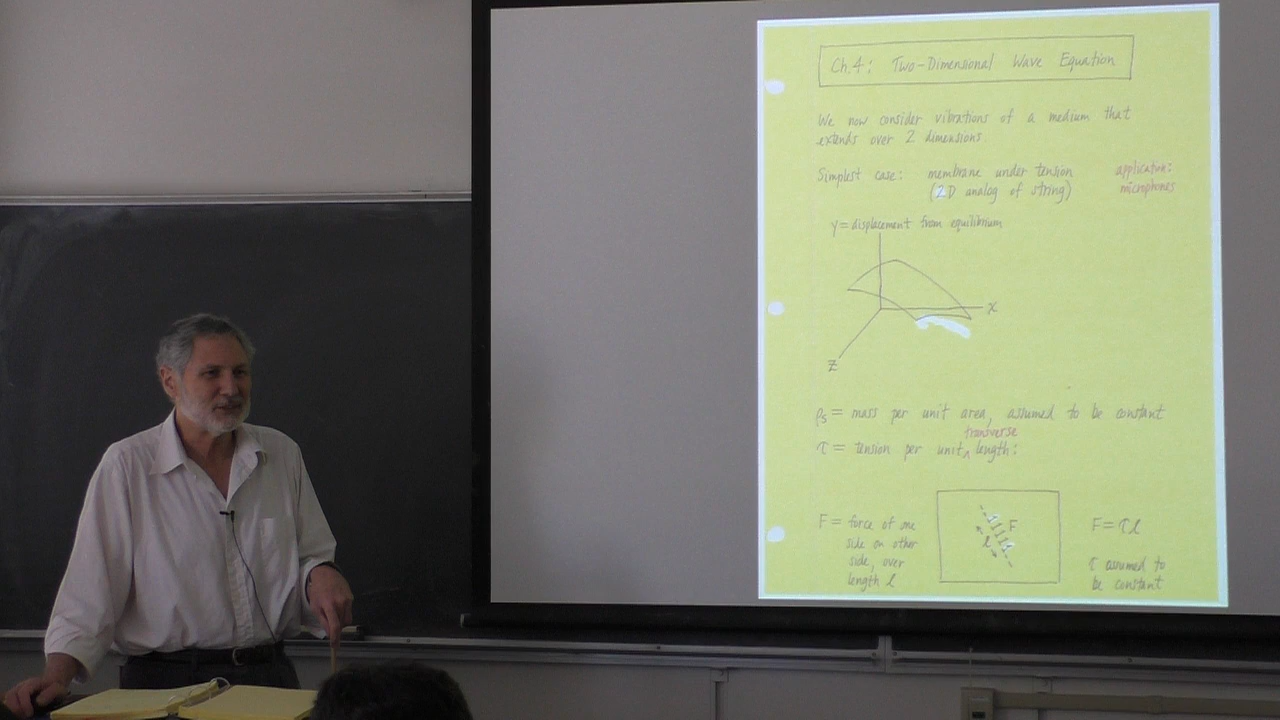 Ch.4: Two-Dimensional Wave Equation
We now consider vibrations of a medium that
extends over 2 dimensions.
Simplest case: membrane under tension
(2D analog of string)
application:
microphones
y = displacement from equilibrium
x
z
ρs = mass per unit area, assumed to be constant
transverse
τ = tension per unit^ length:
F = force of one
side on other
side, over
length l
F
l
F = τl
τ assumed to
be constant